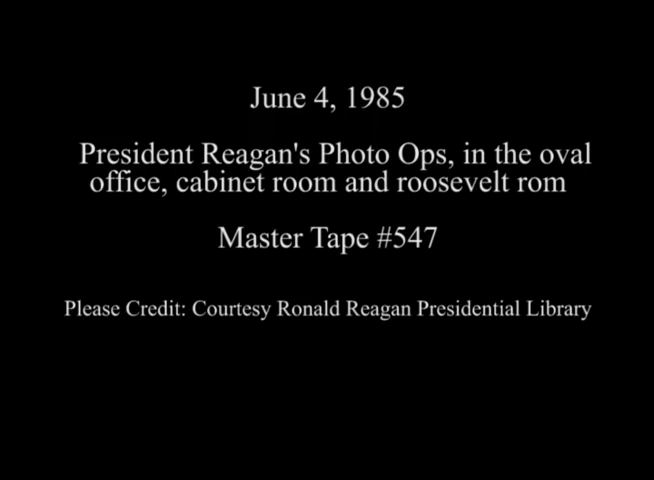 June 4, 1985
President Reagan's Photo Ops, in the oval
office, cabinet room and roosevelt rom
Master Tape #547
Please Credit: Courtesy Ronald Reagan Presidential Library